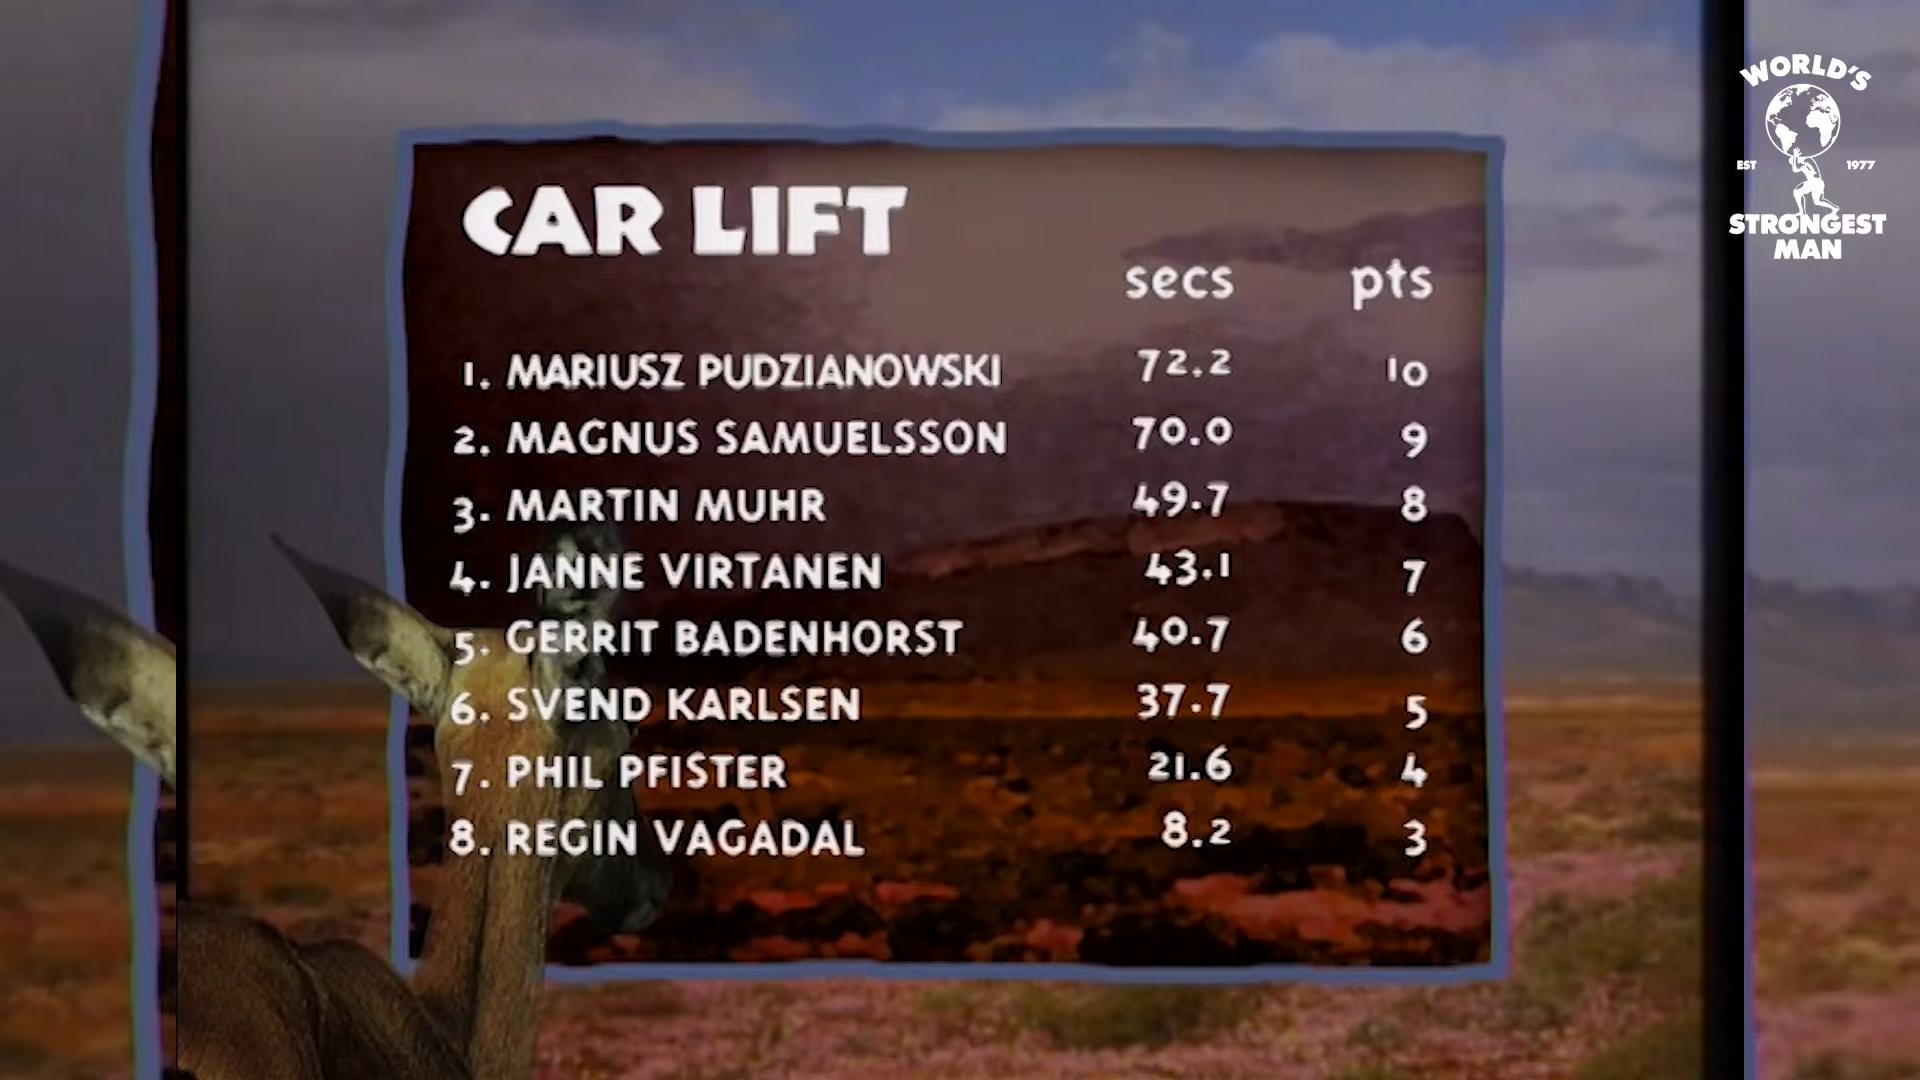 WORLD'S
EST 1977
STRONGEST
MAN
CAR LIFT
secs pts
1. MARIUSZ PUDZIANOWSKI 72.2 10
2. MAGNUS SAMUELSSON 70.0 9
3. MARTIN MUHR 49.7 8
4. JANNE VIRTANEN 43.1 7
5. GERRIT BADENHORST 40.7 6
6. SVEND KARLSEN 37.7 5
7. PHIL PFISTER 21.6 4
8. REGIN VAGADAL 8.2 3